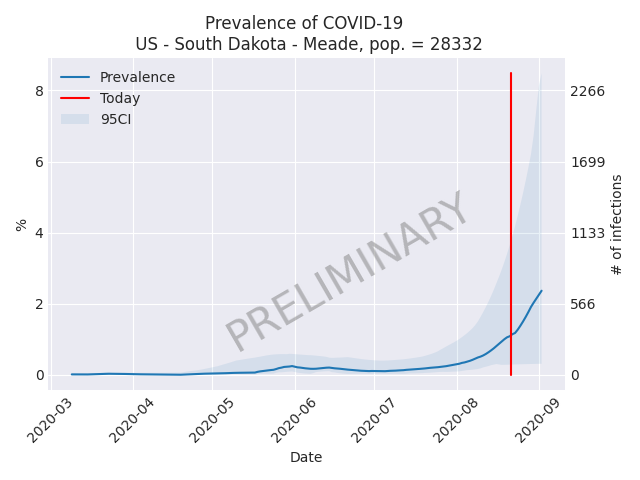 Prevalence of COVID-19
US - South Dakota - Meade, pop. = 28332
Prevalence
Today
95CI
PRELIMINARY
%
8
6
4
2
0
2266
1699
1133
566
0
# of infections
2020-03
2020-04
2020-05
2020-06
2020-07
2020-08
2020-09
Date